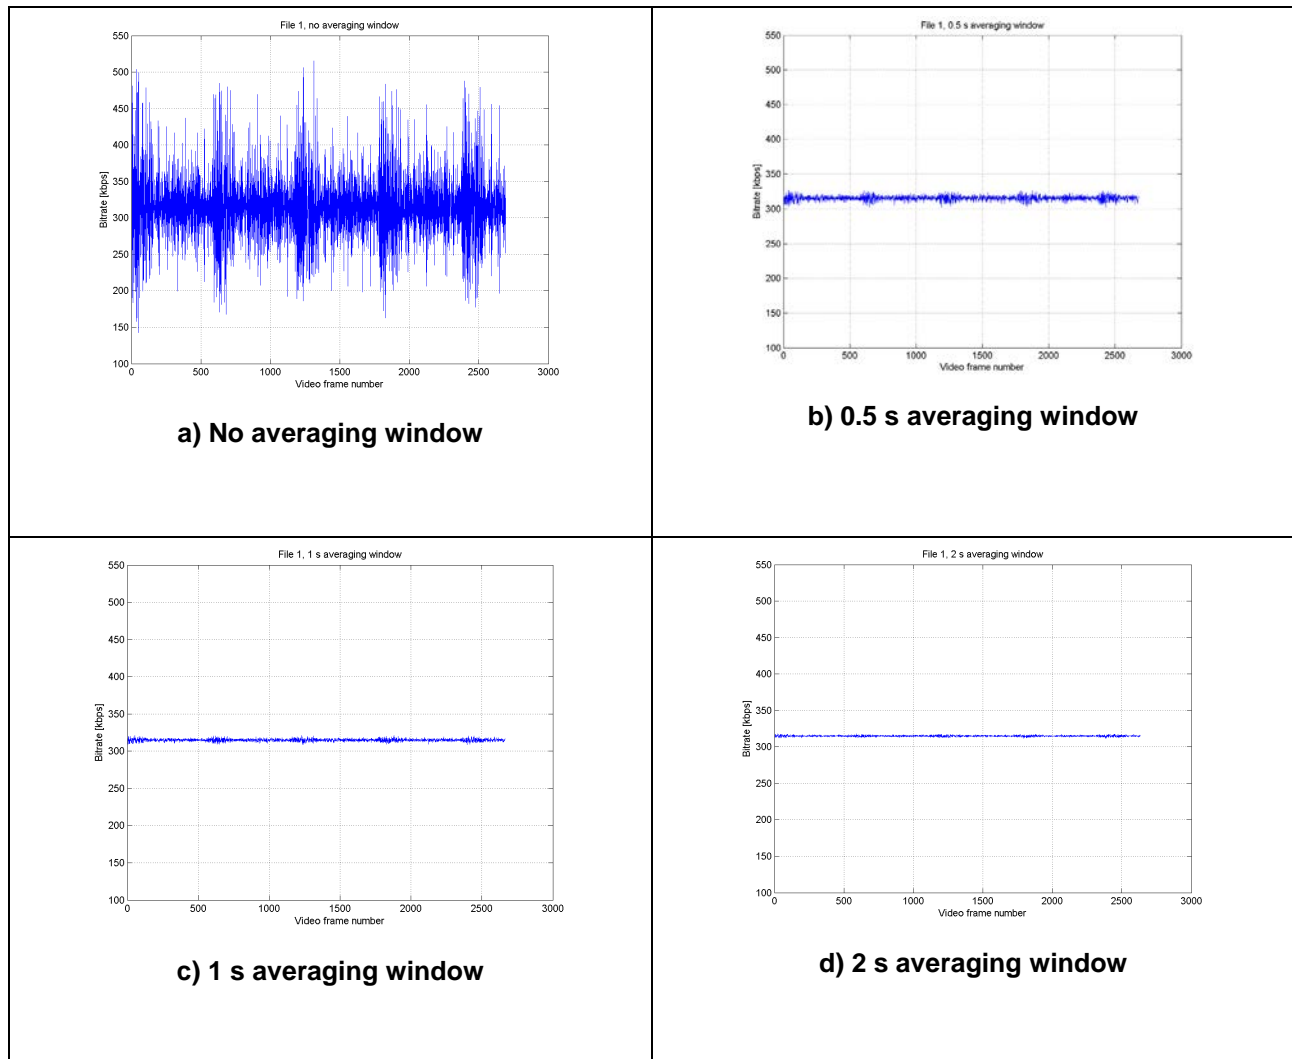 File 1, no averaging window
550
500
450
400
350
300
250
200
150
100
Bitrate [kbps]
0 500 1000 1500 2000 2500 3000
Video frame number
a) No averaging window
File 1, 0.5 s averaging window
550
500
450
400
350
300
250
200
150
100
Bitrate [kbps]
0 500 1000 1500 2000 2500 3000
Video frame number
b) 0.5 s averaging window
File 1, 1 s averaging window
550
500
450
400
350
300
250
200
150
100
Bitrate [kbps]
0 500 1000 1500 2000 2500 3000
Video frame number
c) 1 s averaging window
File 1, 2 s averaging window
550
500
450
400
350
300
250
200
150
100
Bitrate [kbps]
0 500 1000 1500 2000 2500 3000
Video frame number
d) 2 s averaging window